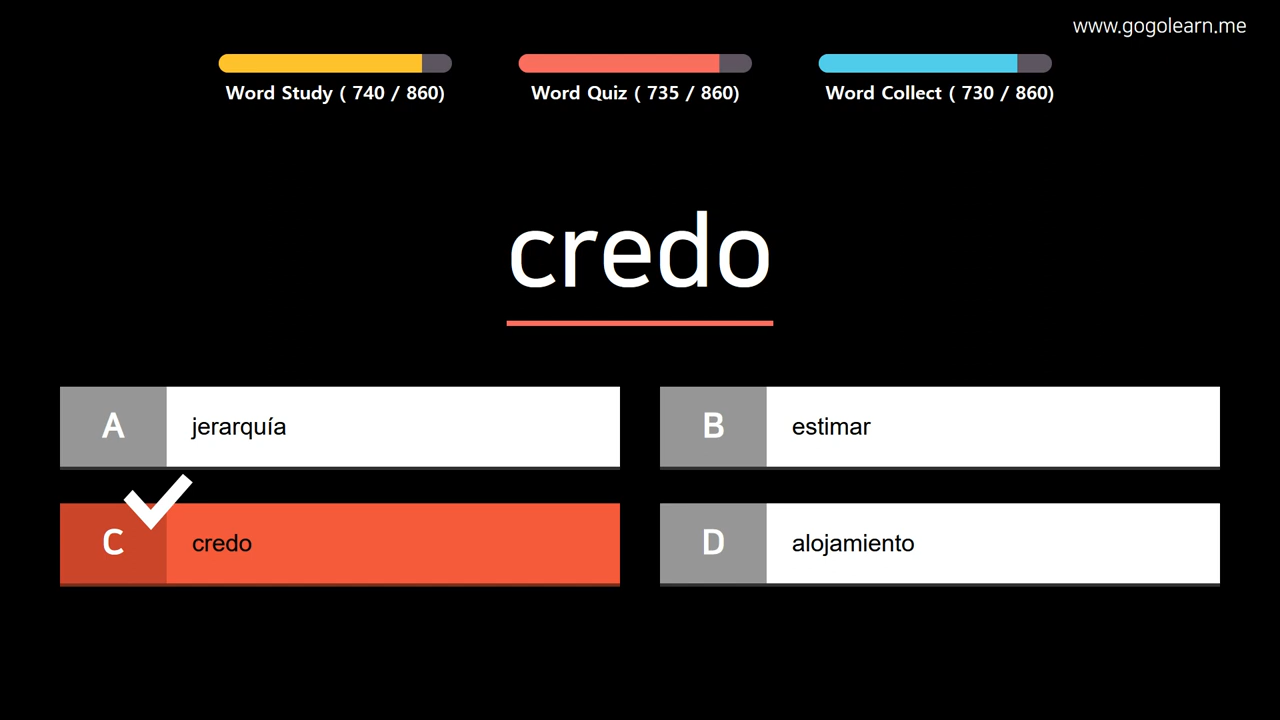 www.gogolearn.me
Word Study ( 740 / 860)
Word Quiz ( 735 / 860)
Word Collect ( 730 / 860)
credo
A jerarquía
B estimar
C credo
D alojamiento